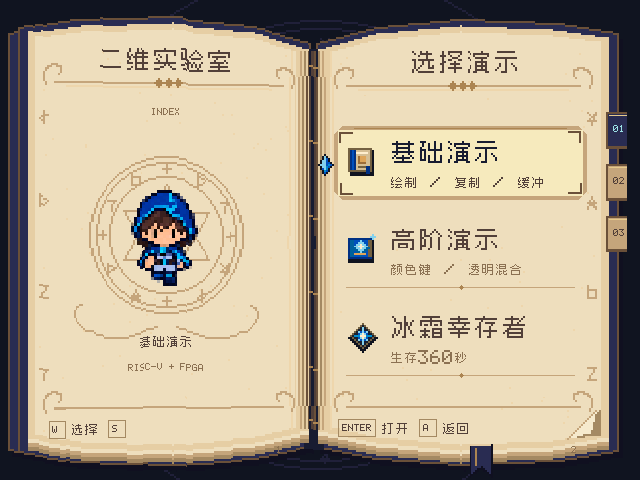 二维实验室
INDEX
基础演示
RISC-V + FPGA
W 选择 S
选择演示
基础演示
绘制 / 复制 / 缓冲
高阶演示
颜色键 / 透明混合
冰霜幸存者
生存360秒
ENTER 打开 A 返回
01
02
03